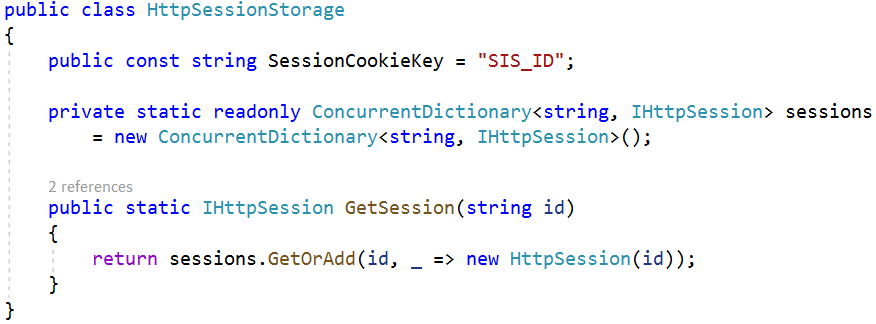 public class HttpSessionStorage
{
    public const string SessionCookieKey = "SIS_ID";
    private static readonly ConcurrentDictionary<string, IHttpSession> sessions
        = new ConcurrentDictionary<string, IHttpSession>();
    2 references
    public static IHttpSession GetSession(string id)
    {
        return sessions.GetOrAdd(id, _ => new HttpSession(id));
    }
}